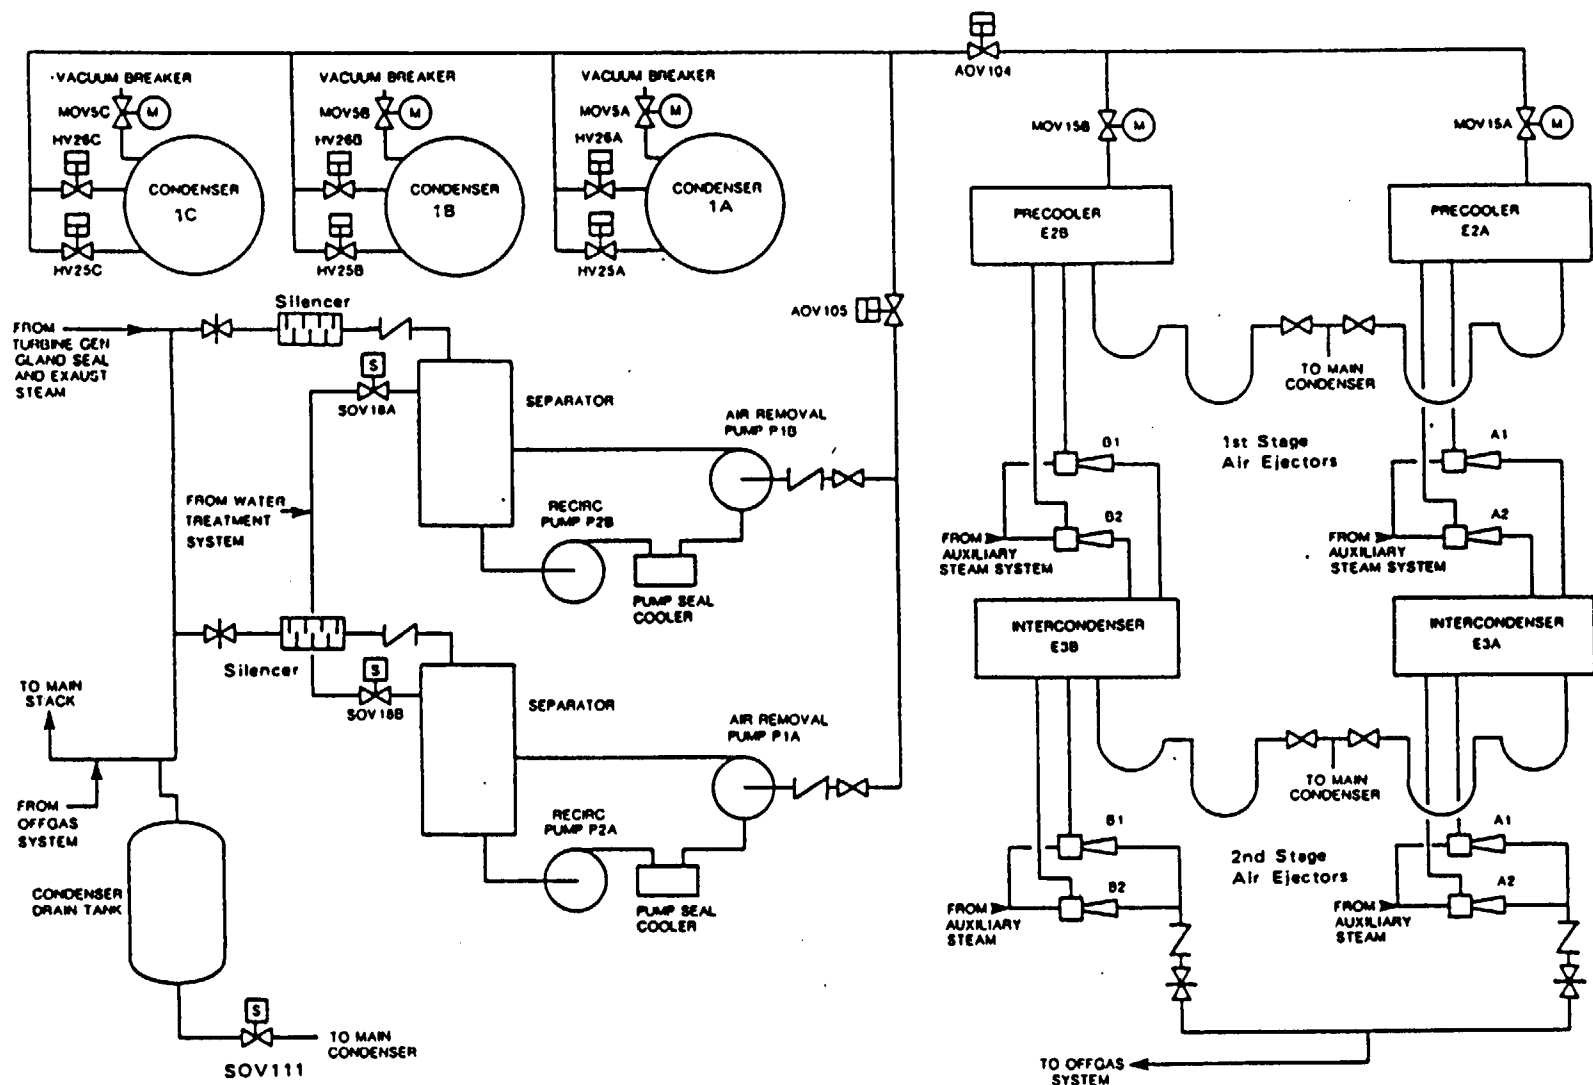 AOV104
VACUUM BREAKER
VACUUM BREAKER
VACUUM BREAKER
MOV5C
M
MOV5B
M
MOV5A
M
MOV15B
M
MOV15A
M
HV26C
HV26B
HV26A
CONDENSER
1C
CONDENSER
1B
CONDENSER
1A
PRECOOLER
E2B
PRECOOLER
E2A
HV25C
HV25B
HV25A
Silencer
AOV105
FROM
TURBINE GEN
GLAND SEAL
AND EXAUST
STEAM
S
SOV18A
SEPARATOR
AIR REMOVAL
PUMP P1B
TO MAIN
CONDENSER
1st Stage
Air Ejectors
B1
A1
B2
A2
FROM WATER
TREATMENT
SYSTEM
RECIRC
PUMP P2B
FROM
AUXILIARY
STEAM SYSTEM
FROM
AUXILIARY
STEAM SYSTEM
PUMP SEAL
COOLER
INTERCONDENSER
E3B
INTERCONDENSER
E3A
Silencer
S
SOV18B
TO MAIN
STACK
SEPARATOR
AIR REMOVAL
PUMP P1A
TO MAIN
CONDENSER
FROM
OFFGAS
SYSTEM
RECIRC
PUMP P2A
B1
A1
2nd Stage
Air Ejectors
B2
A2
CONDENSER
DRAIN TANK
PUMP SEAL
COOLER
FROM
AUXILIARY
STEAM
FROM
AUXILIARY
STEAM
S
SOV111
TO MAIN
CONDENSER
TO OFFGAS
SYSTEM